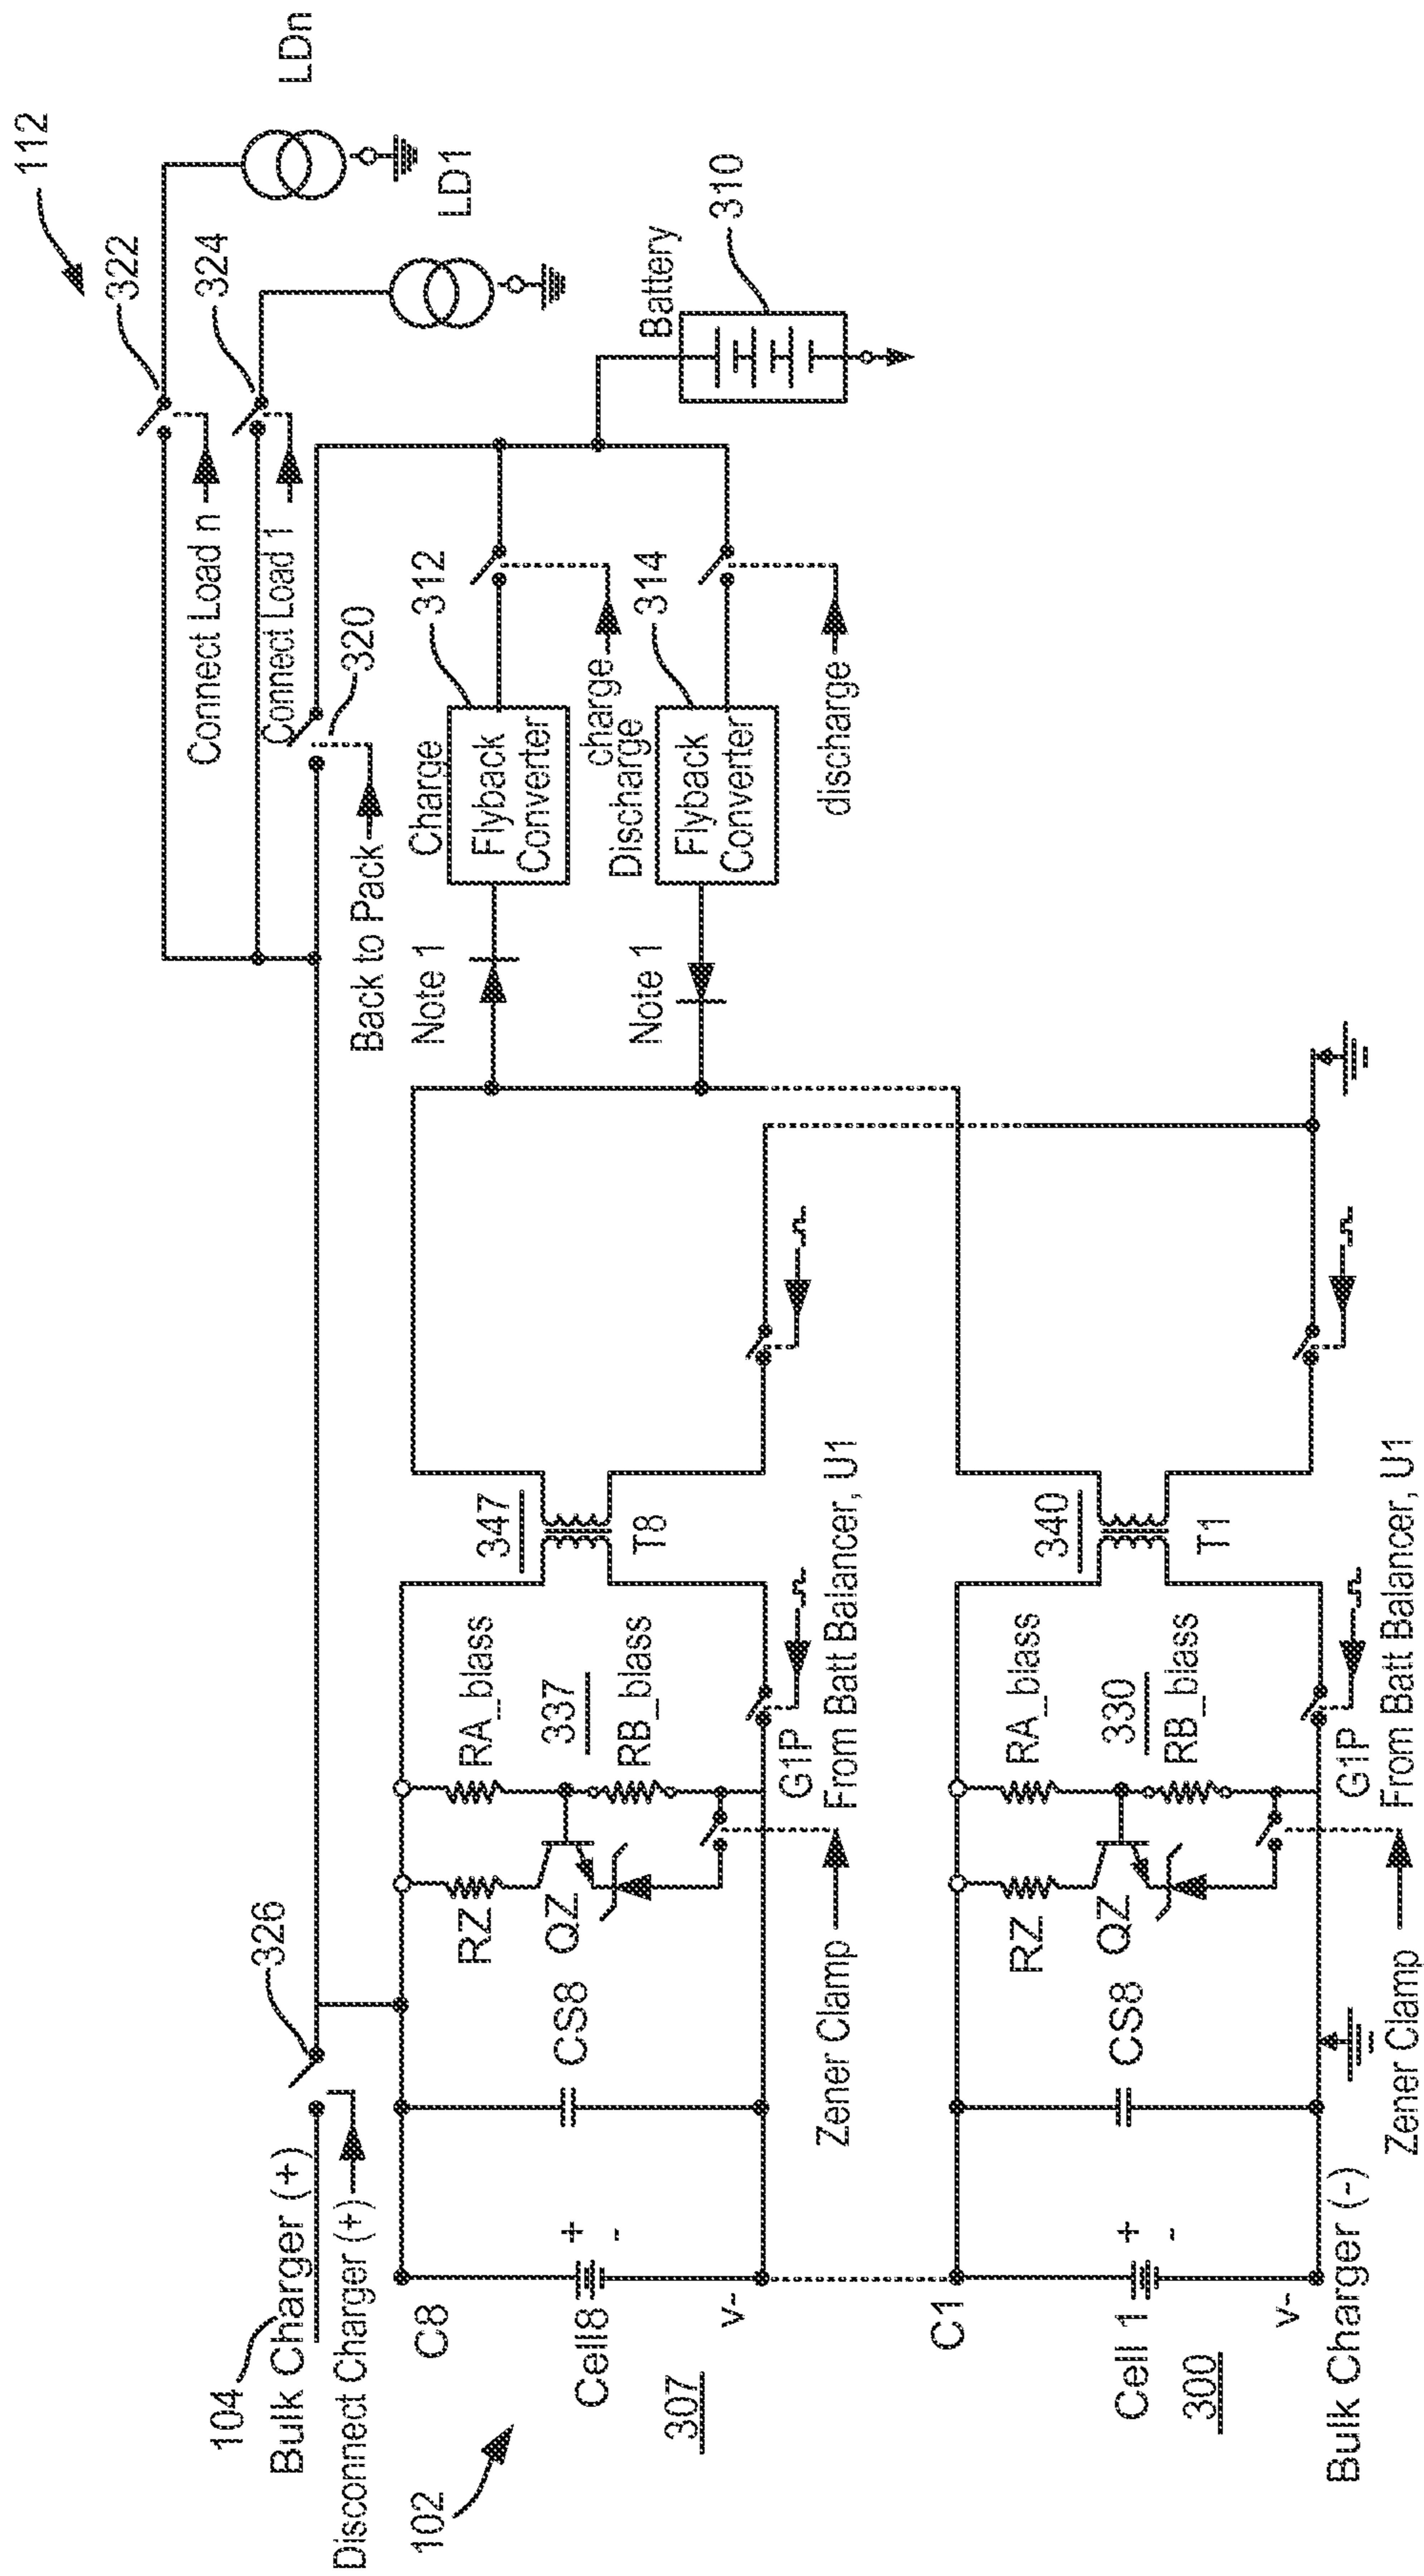 112
LDn
322
324
LD1
Connect Load n
Connect Load 1
320
Back to Pack
Battery
310
Charge
312
Flyback
Converter
charge
Discharge
314
Flyback
Converter
discharge
Note 1
Note 1
104
Bulk Charger (+)
Disconnect Charger (+)
326
102
C8
Cell8
+
-
v-
307
CS8
RZ
QZ
RA_blass
337
RB_blass
G1P
From Batt Balancer, U1
Zener Clamp
347
T8
C1
Cell 1
+
-
v-
300
Bulk Charger (-)
CS8
RZ
QZ
RA_blass
330
RB_blass
G1P
From Batt Balancer, U1
Zener Clamp
340
T1